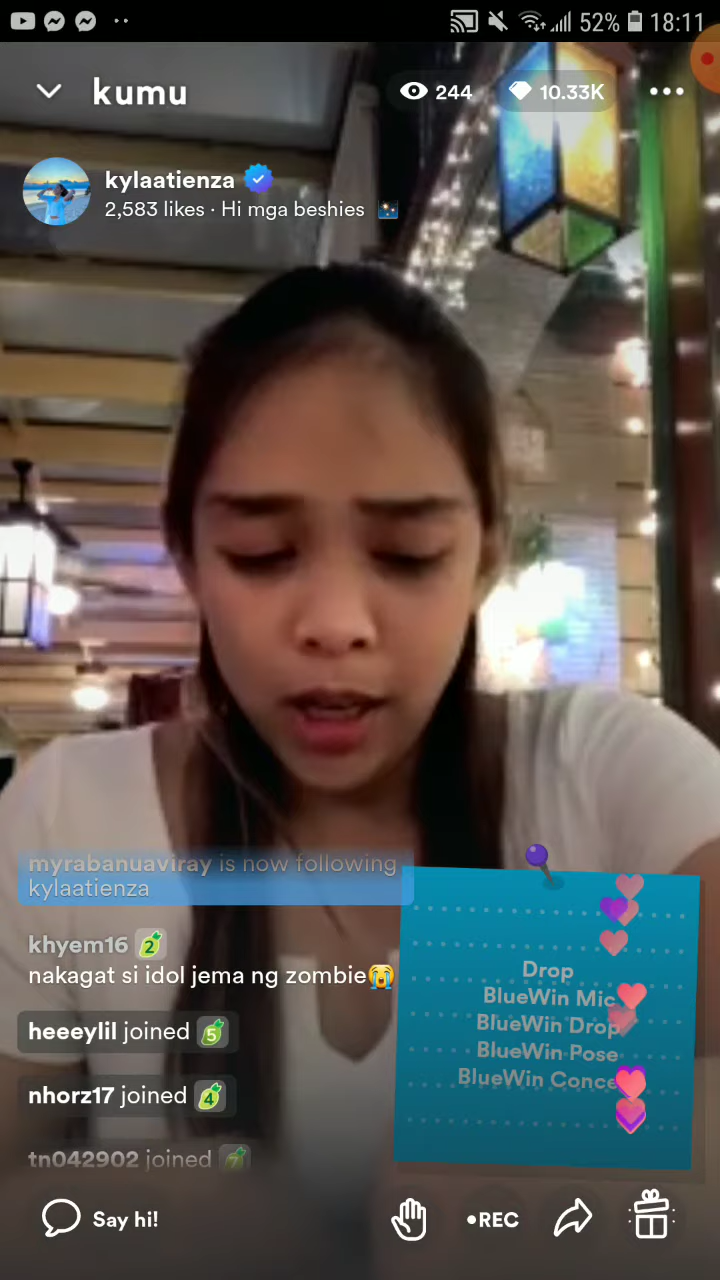 52% 18:11
kumu 244 10.33K
kylaatienza
2,583 likes · Hi mga beshies
myrabanuaviray is now following
kylaatienza
khyem16 2
nakagat si idol jema ng zombie😭
heeeylil joined 5
nhorz17 joined 4
tn042902 joined 7
Drop
BlueWin Mic
BlueWin Drop
BlueWin Pose
BlueWin Conce
Say hi! •REC